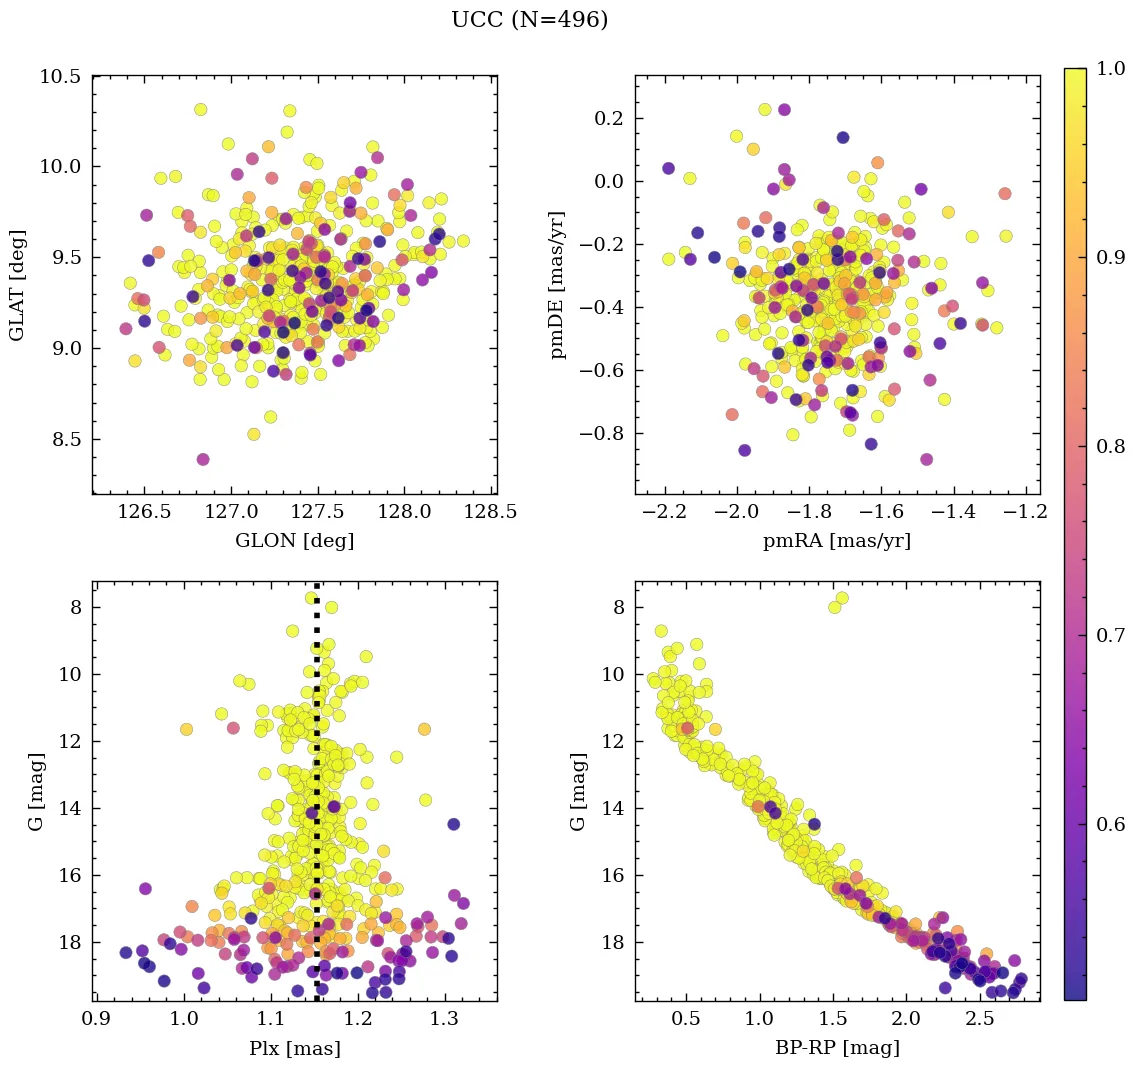 UCC (N=496)
10.5
10.0
9.5
9.0
8.5
GLAT [deg]
126.5 127.0 127.5 128.0 128.5
GLON [deg]
0.2
0.0
−0.2
−0.4
−0.6
−0.8
pmDE [mas/yr]
−2.2 −2.0 −1.8 −1.6 −1.4 −1.2
pmRA [mas/yr]
8
10
12
14
16
18
G [mag]
0.9 1.0 1.1 1.2 1.3
Plx [mas]
8
10
12
14
16
18
G [mag]
0.5 1.0 1.5 2.0 2.5
BP-RP [mag]
1.0
0.9
0.8
0.7
0.6